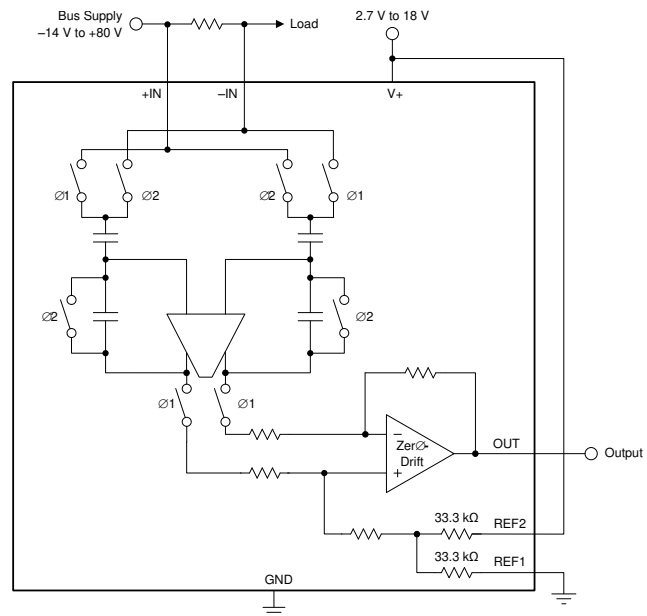 Bus Supply
–14 V to +80 V
Load
2.7 V to 18 V
+IN
–IN
V+
∅1
∅2
∅2
∅1
∅2
∅2
∅1
∅1
–
Zer∅-
Drift
+
OUT
Output
33.3 kΩ
REF2
33.3 kΩ
REF1
GND